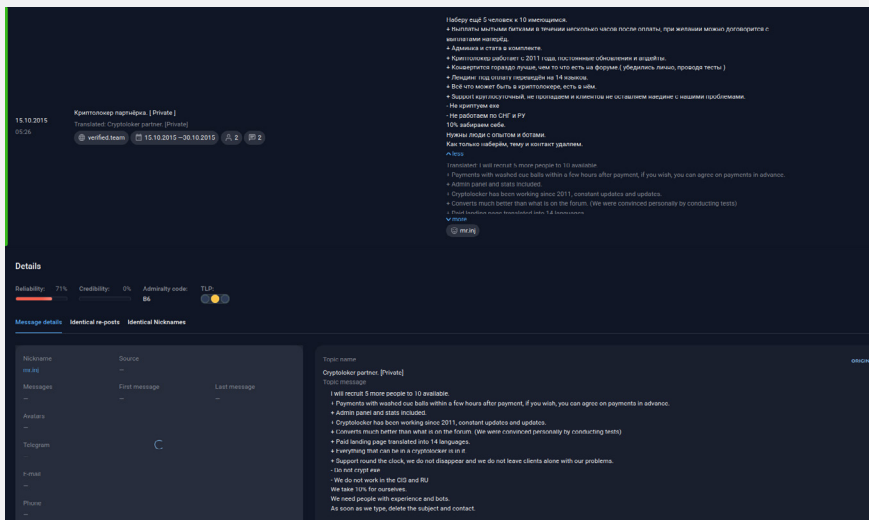 Наберу ещё 5 человек к 10 имеющимся.
+ Выплаты мытыми битками в течении несколько часов после оплаты, при желании можно договорится с
выплатами наперёд.
+ Админка и стата в комплекте.
+ Криптолокер работает с 2011 года, постоянные обновления и апдейты.
+ Конвертится гораздо лучше, чем то что есть на форуме.( убедились лично, проводя тесты )
+ Лендинг под оплату переведён на 14 языков.
+ Всё что может быть в криптолокере, есть в нём.
+ Support круглосуточный, не пропадаем и клиентов не оставляем наедине с нашими проблемами.
- Не криптуем exe
- Не работаем по СНГ и РУ
10% забираем себе.
Нужны люди с опытом и ботами.
Как только наберём, тему и контакт удаляем.
less
15.10.2015
05:26
Криптолокер партнёрка. [ Private ]
Translated: Cryptoloker partner. [Private]
verified.team 15.10.2015 –30.10.2015 2 2
Translated: I will recruit 5 more people to 10 available.
+ Payments with washed cue balls within a few hours after payment, if you wish, you can agree on payments in advance.
+ Admin panel and stats included.
+ Cryptolocker has been working since 2011, constant updates and updates.
+ Converts much better than what is on the forum. (We were convinced personally by conducting tests)
+ Paid landing page translated into 14 languages.
more
mr.inj
Details
Reliability: 71% Credibility: 0% Admiralty code: TLP:
B6
Message details Identical re-posts Identical Nicknames
Nickname Source
mr.inj –
Messages First message Last message
– – –
Avatars
–
Telegram
–
e-mail
–
Phone
–
Topic name
ORIGIN
Cryptoloker partner. [Private]
Topic message
I will recruit 5 more people to 10 available.
+ Payments with washed cue balls within a few hours after payment, if you wish, you can agree on payments in advance.
+ Admin panel and stats included.
+ Cryptolocker has been working since 2011, constant updates and updates.
+ Converts much better than what is on the forum. (We were convinced personally by conducting tests)
+ Paid landing page translated into 14 languages.
+ Everything that can be in a cryptolocker is in it.
+ Support round the clock, we do not disappear and we do not leave clients alone with our problems.
- Do not crypt exe
- We do not work in the CIS and RU
We take 10% for ourselves.
We need people with experience and bots.
As soon as we type, delete the subject and contact.